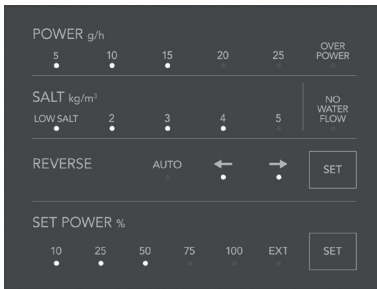 POWER g/h
5 10 15 20 25 OVER POWER
SALT kg/m³
LOW SALT 2 3 4 5 NO WATER FLOW
REVERSE AUTO ← → SET
SET POWER %
10 25 50 75 100 EXT SET